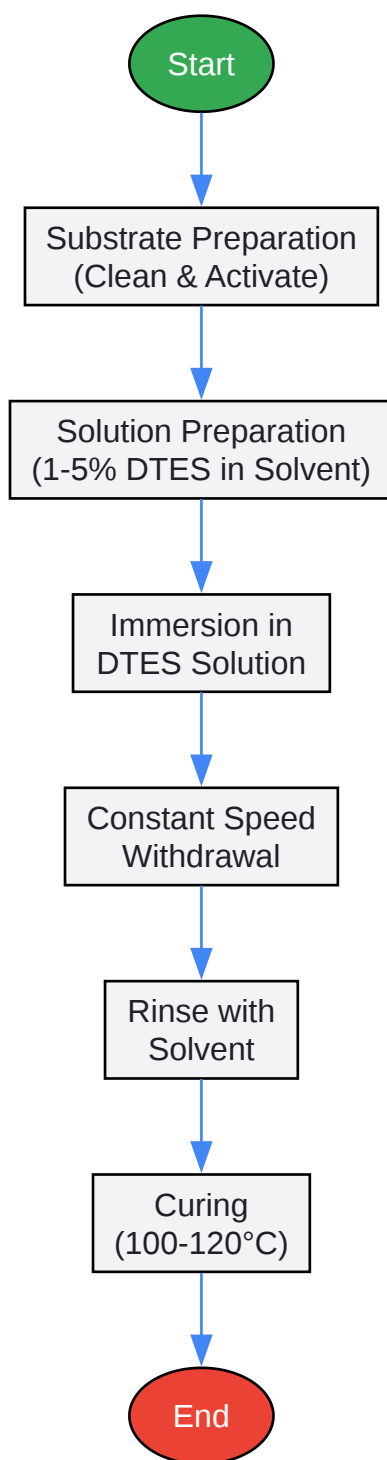 Start
Substrate Preparation
(Clean & Activate)
Solution Preparation
(1-5% DTES in Solvent)
Immersion in
DTES Solution
Constant Speed
Withdrawal
Rinse with
Solvent
Curing
(100-120°C)
End